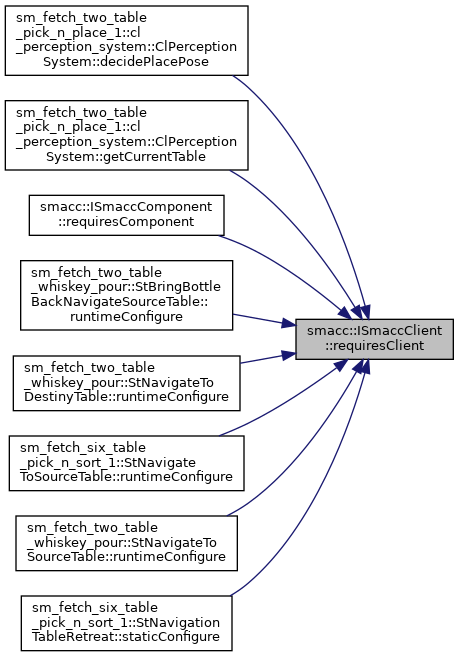 sm_fetch_two_table
_pick_n_place_1::cl
_perception_system::ClPerception
System::decidePlacePose
sm_fetch_two_table
_pick_n_place_1::cl
_perception_system::ClPerception
System::getCurrentTable
smacc::ISmaccComponent
::requiresComponent
sm_fetch_two_table
_whiskey_pour::StBringBottle
BackNavigateSourceTable::
runtimeConfigure
smacc::ISmaccClient
::requiresClient
sm_fetch_two_table
_whiskey_pour::StNavigateTo
DestinyTable::runtimeConfigure
sm_fetch_six_table
_pick_n_sort_1::StNavigate
ToSourceTable::runtimeConfigure
sm_fetch_two_table
_whiskey_pour::StNavigateTo
SourceTable::runtimeConfigure
sm_fetch_six_table
_pick_n_sort_1::StNavigation
TableRetreat::staticConfigure